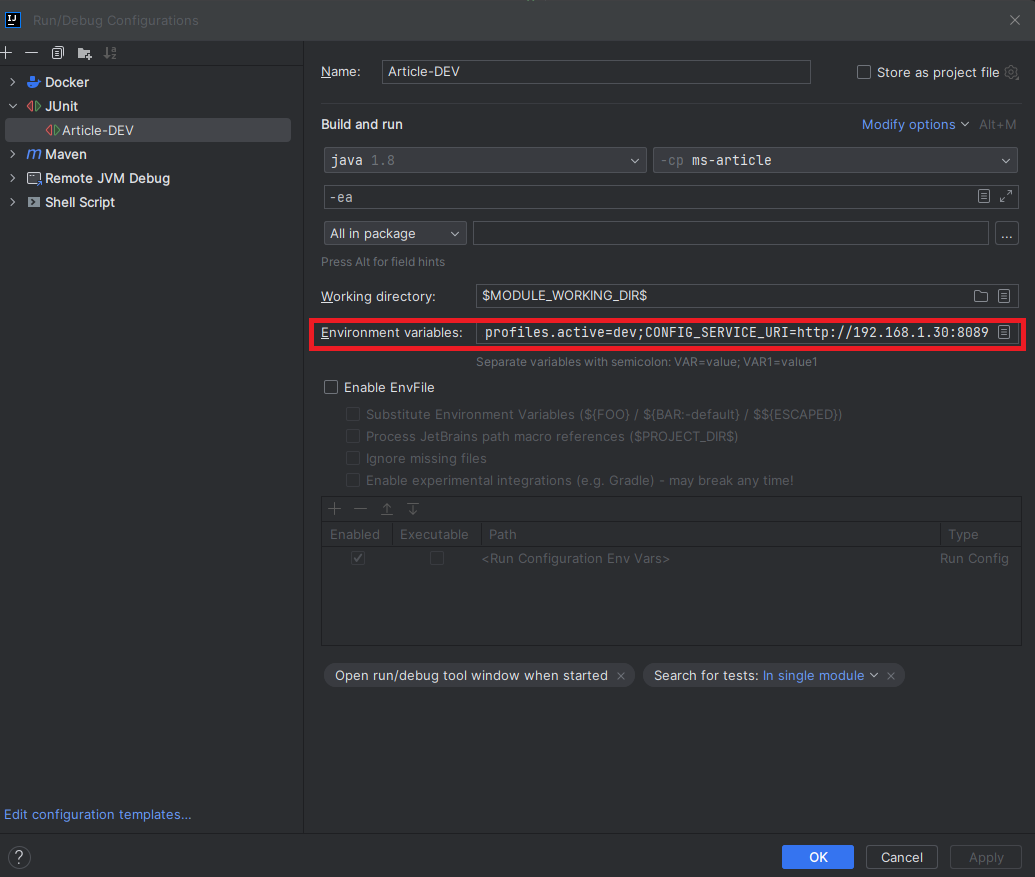 Run/Debug Configurations
Docker
JUnit
Article-DEV
Maven
Remote JVM Debug
Shell Script
Edit configuration templates...
Name: Article-DEV Store as project file
Build and run Modify options Alt+M
java 1.8 -cp ms-article
-ea
All in package ...
Press Alt for field hints
Working directory: $MODULE_WORKING_DIR$
Environment variables: profiles.active=dev;CONFIG_SERVICE_URI=http://192.168.1.30:8089
Separate variables with semicolon: VAR=value; VAR1=value1
Enable EnvFile
Substitute Environment Variables (${FOO} / ${BAR:-default} / $${ESCAPED})
Process JetBrains path macro references ($PROJECT_DIR$)
Ignore missing files
Enable experimental integrations (e.g. Gradle) - may break any time!
Enabled Executable Path Type
<Run Configuration Env Vars> Run Config
Open run/debug tool window when started Search for tests: In single module
? OK Cancel Apply